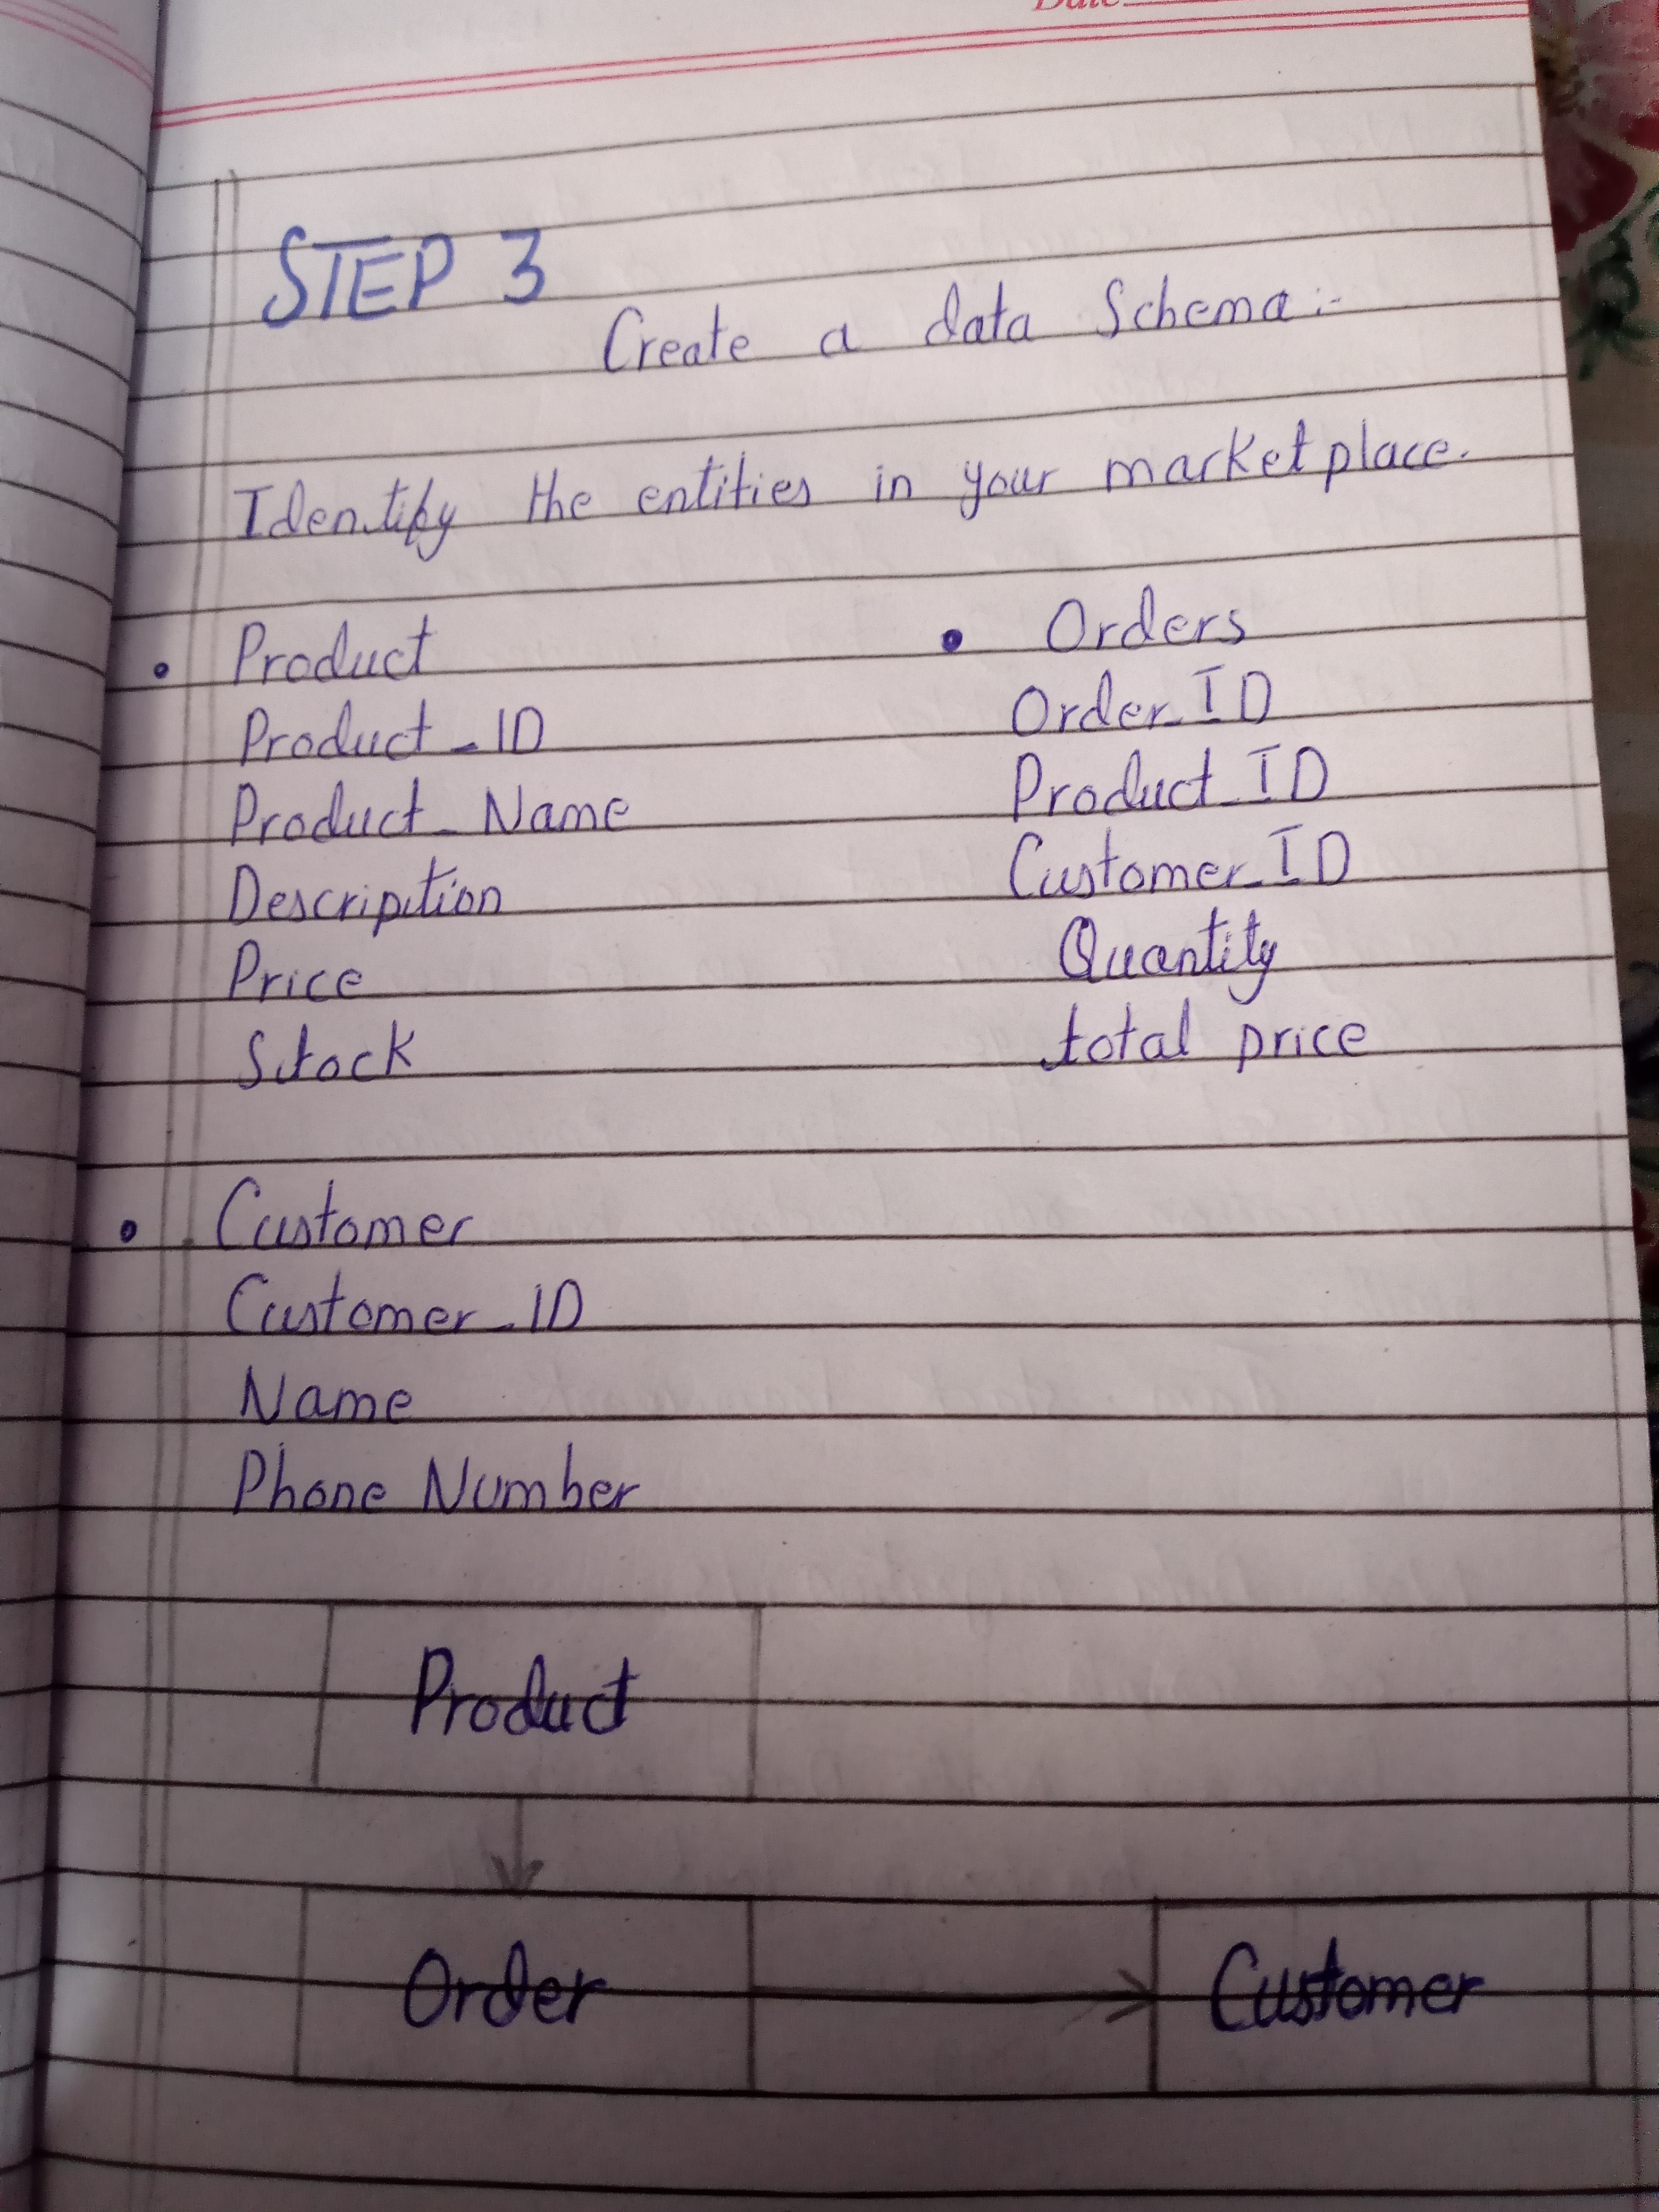 Date
STEP 3
Create a data Schema:-
Identify the entities in your marketplace.
• Product
Product_ID
Product_Name
Description
Price
Stock
• Orders
Order_ID
Product_ID
Customer_ID
Quantity
total price
• Customer
Customer_ID
Name
Phone Number
Product
Order
Customer